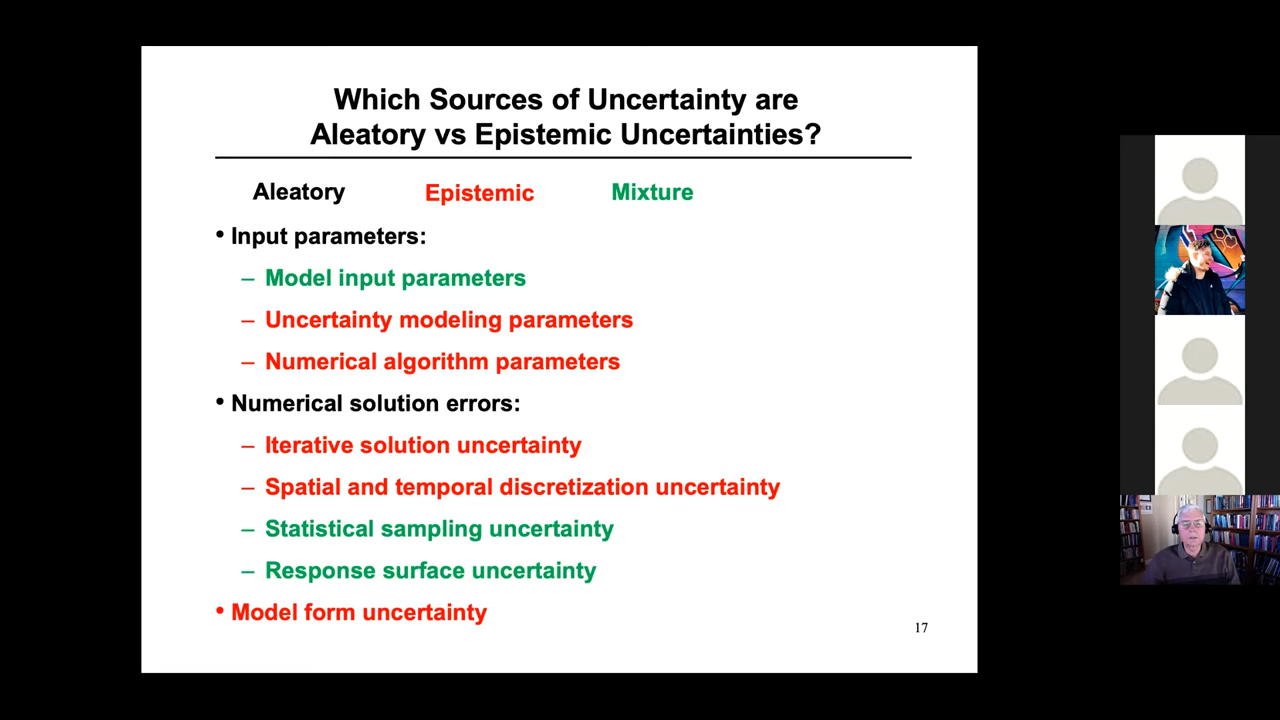 Which Sources of Uncertainty are
Aleatory vs Epistemic Uncertainties?
Aleatory Epistemic Mixture
• Input parameters:
– Model input parameters
– Uncertainty modeling parameters
– Numerical algorithm parameters
• Numerical solution errors:
– Iterative solution uncertainty
– Spatial and temporal discretization uncertainty
– Statistical sampling uncertainty
– Response surface uncertainty
• Model form uncertainty
17